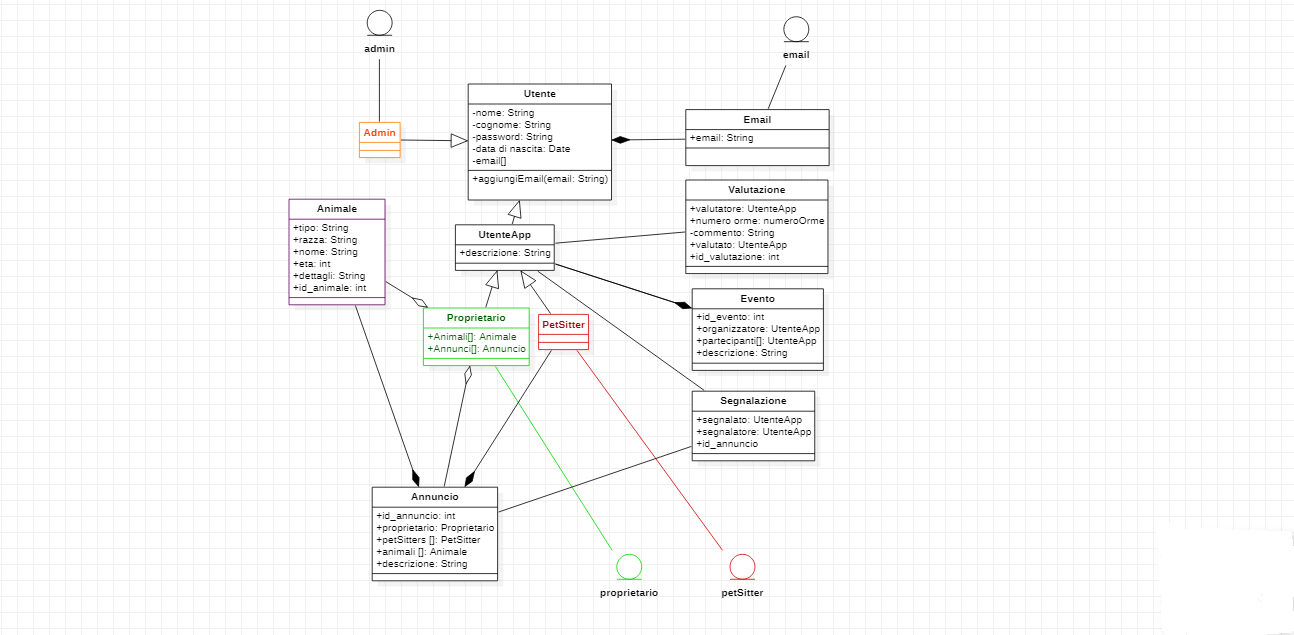 admin
email
Utente
-nome: String
-cognome: String
-password: String
-data di nascita: Date
-email[]
+aggiungiEmail(email: String)
Admin
Email
+email: String
Valutazione
+valutatore: UtenteApp
+numero orme: numeroOrme
-commento: String
+valutato: UtenteApp
+id_valutazione: int
Animale
+tipo: String
+razza: String
+nome: String
+eta: int
+dettagli: String
+id_animale: int
UtenteApp
+descrizione: String
Evento
+id_evento: int
+organizzatore: UtenteApp
+partecipanti[]: UtenteApp
+descrizione: String
Proprietario
+Animali[]: Animale
+Annunci[]: Annuncio
PetSitter
Segnalazione
+segnalato: UtenteApp
+segnalatore: UtenteApp
+id_annuncio
Annuncio
+id_annuncio: int
+proprietario: Proprietario
+petSitters []: PetSitter
+animali []: Animale
+descrizione: String
proprietario
petSitter